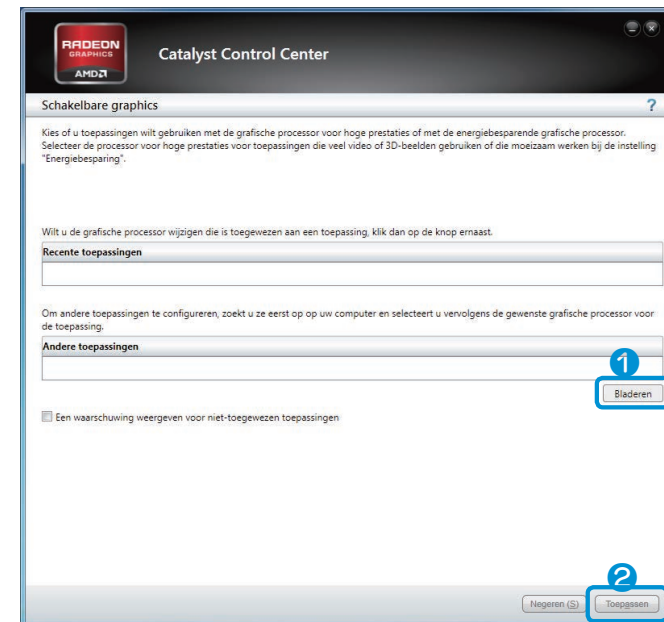 RADEON
GRAPHICS
AMD
Catalyst Control Center
Schakelbare graphics
?
Kies of u toepassingen wilt gebruiken met de grafische processor voor hoge prestaties of met de energiebesparende grafische processor.
Selecteer de processor voor hoge prestaties voor toepassingen die veel video of 3D-beelden gebruiken of die moeizaam werken bij de instelling
"Energiebesparing".
Wilt u de grafische processor wijzigen die is toegewezen aan een toepassing, klik dan op de knop ernaast.
Recente toepassingen
Om andere toepassingen te configureren, zoekt u ze eerst op op uw computer en selecteert u vervolgens de gewenste grafische processor voor
de toepassing.
Andere toepassingen
1
Bladeren
Een waarschuwing weergeven voor niet-toegewezen toepassingen
2
Negeren (S)
Toepassen